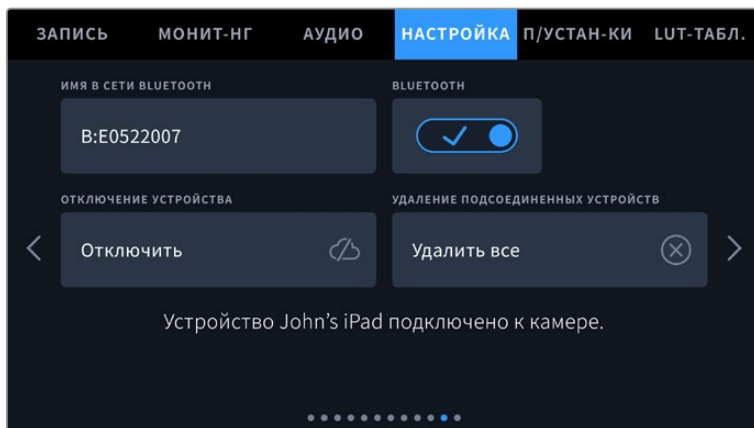 ЗАПИСЬ МОНИТ-НГ АУДИО НАСТРОЙКА П/УСТАН-КИ LUT-ТАБЛ.
ИМЯ В СЕТИ BLUETOOTH BLUETOOTH
B:E0522007
ОТКЛЮЧЕНИЕ УСТРОЙСТВА УДАЛЕНИЕ ПОДСОЕДИНЕННЫХ УСТРОЙСТВ
Отключить Удалить все
Устройство John’s iPad подключено к камере.